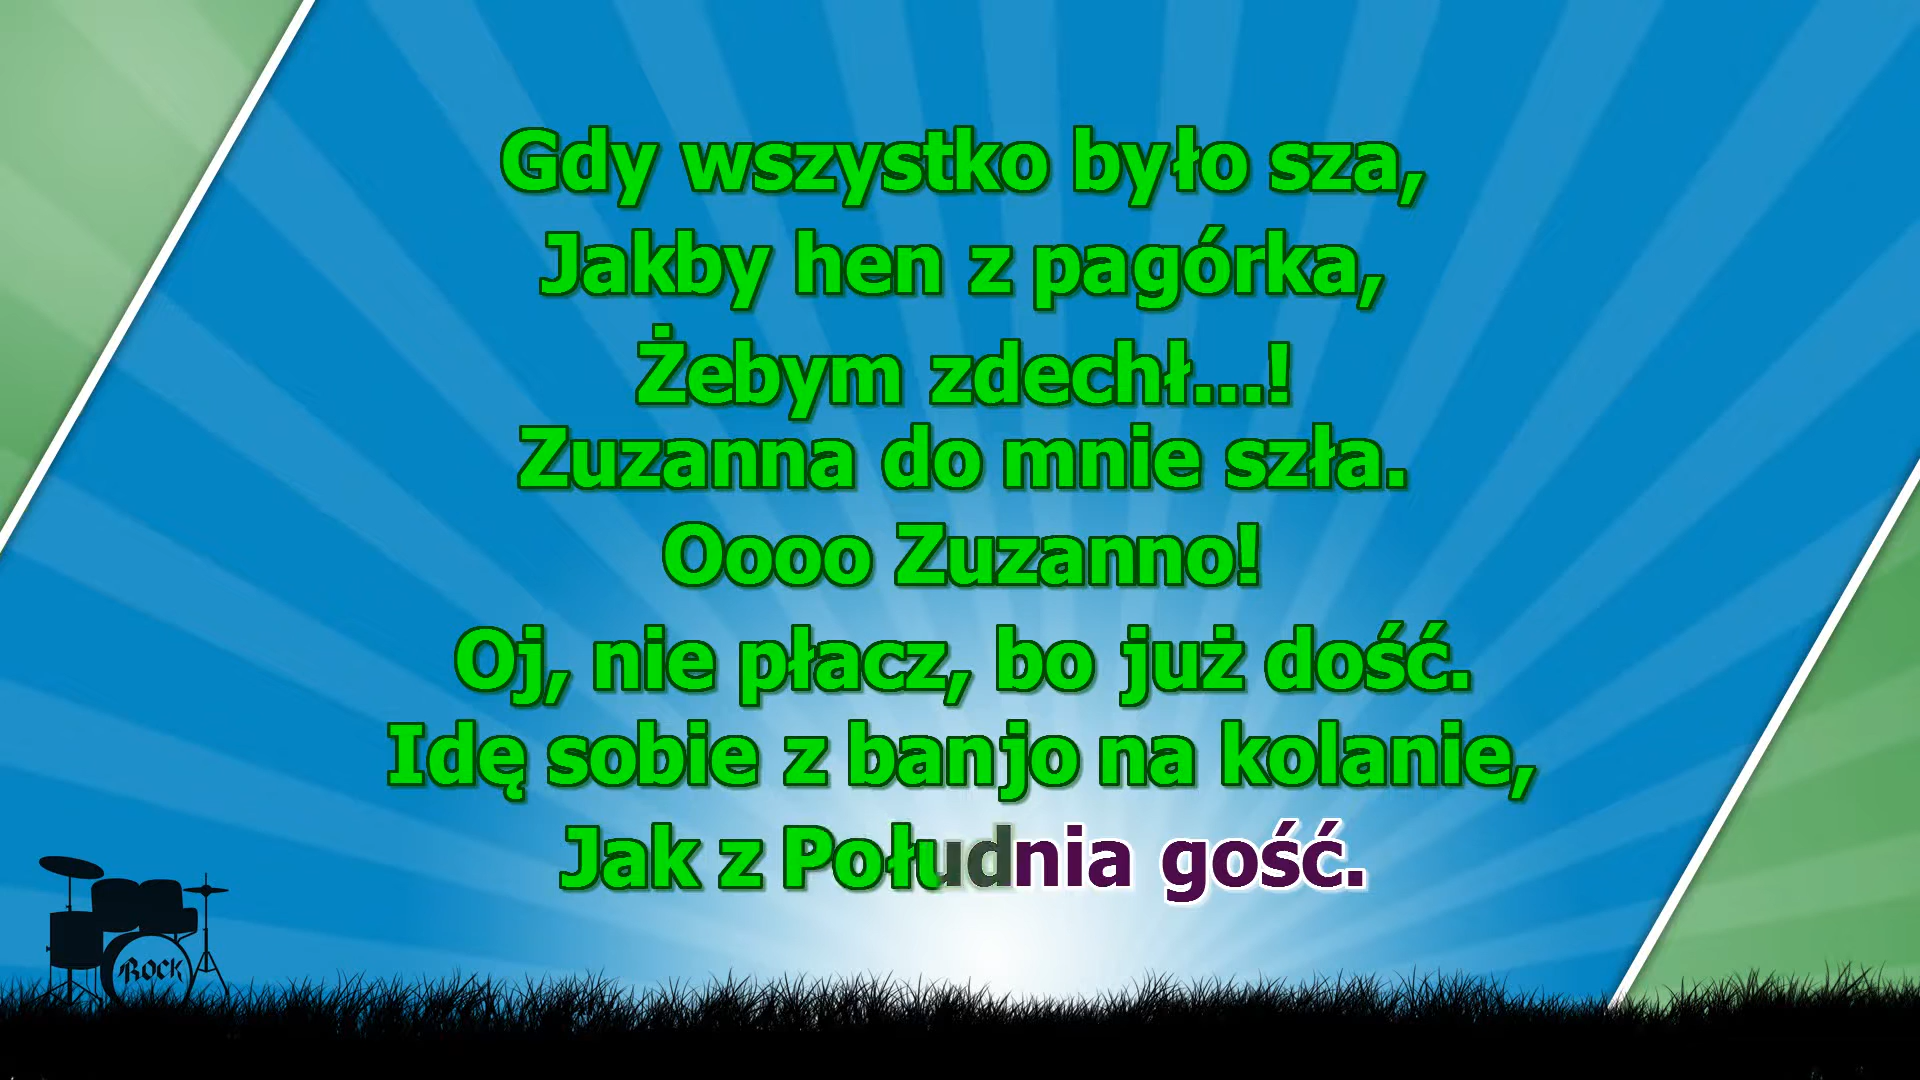 Gdy wszystko było sza,
Jakby hen z pagórka,
Żebym zdechł...!
Zuzanna do mnie szła.
Oooo Zuzanno!
Oj, nie płacz, bo już dość.
Idę sobie z banjo na kolanie,
Jak z Południa gość.
ROCK